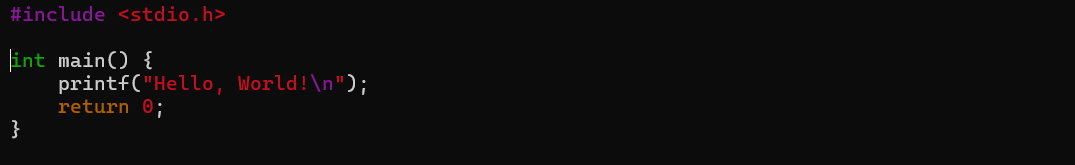 #include <stdio.h>

int main() {
    printf("Hello, World!\n");
    return 0;
}